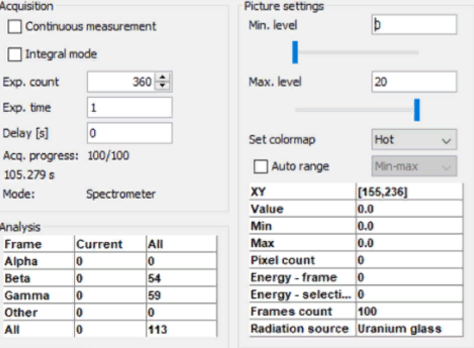 Acquisition
Continuous measurement
Integral mode
Exp. count 360
Exp. time 1
Delay [s] 0
Acq. progress: 100/100
105.279 s
Mode: Spectrometer
Analysis
Frame Current All
Alpha 0 0
Beta 0 54
Gamma 0 59
Other 0 0
All 0 113
Picture settings
Min. level 0
Max. level 20
Set colormap Hot
Auto range Min-max
XY [155,236]
Value 0.0
Min 0.0
Max 0.0
Pixel count 0
Energy - frame 0
Energy - selecti... 0
Frames count 100
Radiation source Uranium glass